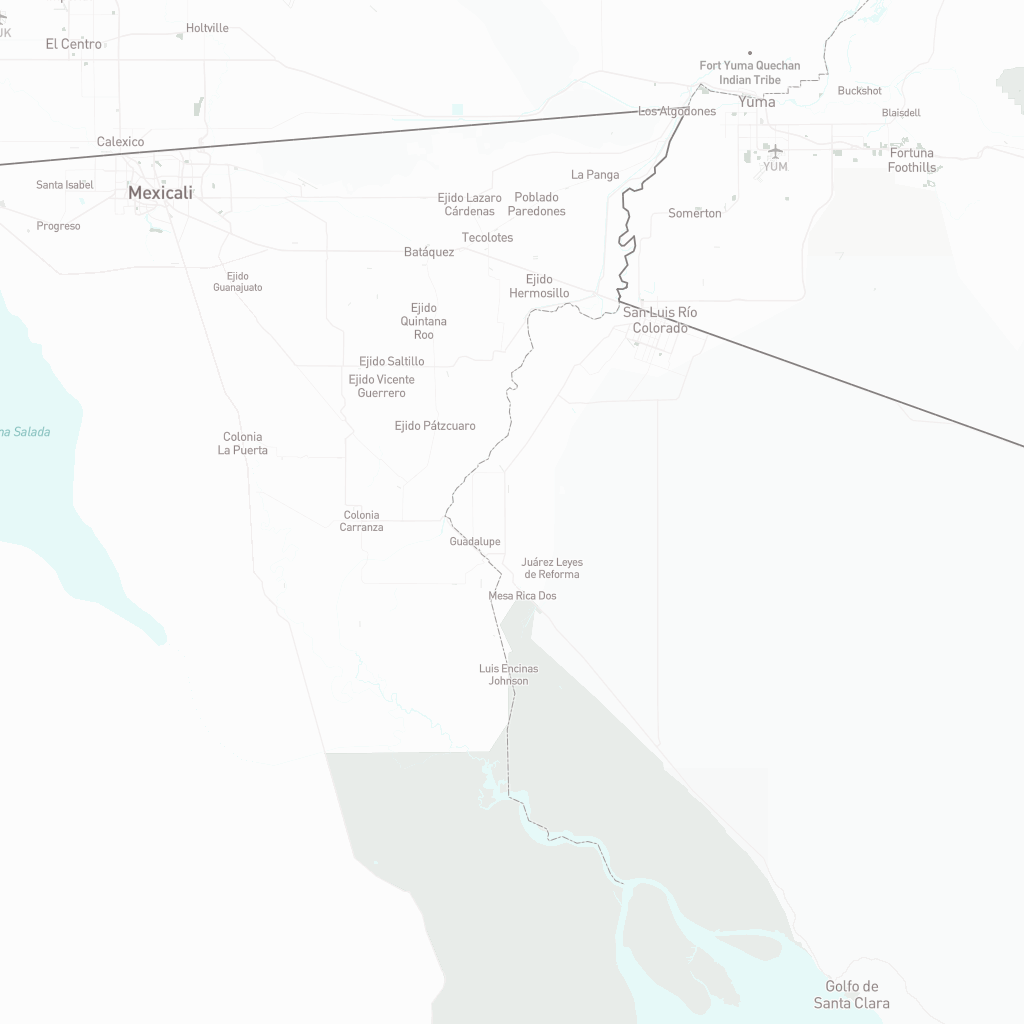 Holtville
UK
El Centro
Fort Yuma Quechan
Indian Tribe
Buckshot
Yuma
Los Algodones
Blaisdell
Calexico
Fortuna
Foothills
YUM
La Panga
Santa Isabel
Mexicali
Ejido Lazaro
Cárdenas
Poblado
Paredones
Somerton
Progreso
Tecolotes
Batáquez
Ejido
Guanajuato
Ejido
Hermosillo
Ejido
Quintana
Roo
San Luis Río
Colorado
Ejido Saltillo
Ejido Vicente
Guerrero
Ejido Pátzcuaro
na Salada
Colonia
La Puerta
Colonia
Carranza
Guadalupe
Juárez Leyes
de Reforma
Mesa Rica Dos
Luis Encinas
Johnson
Golfo de
Santa Clara